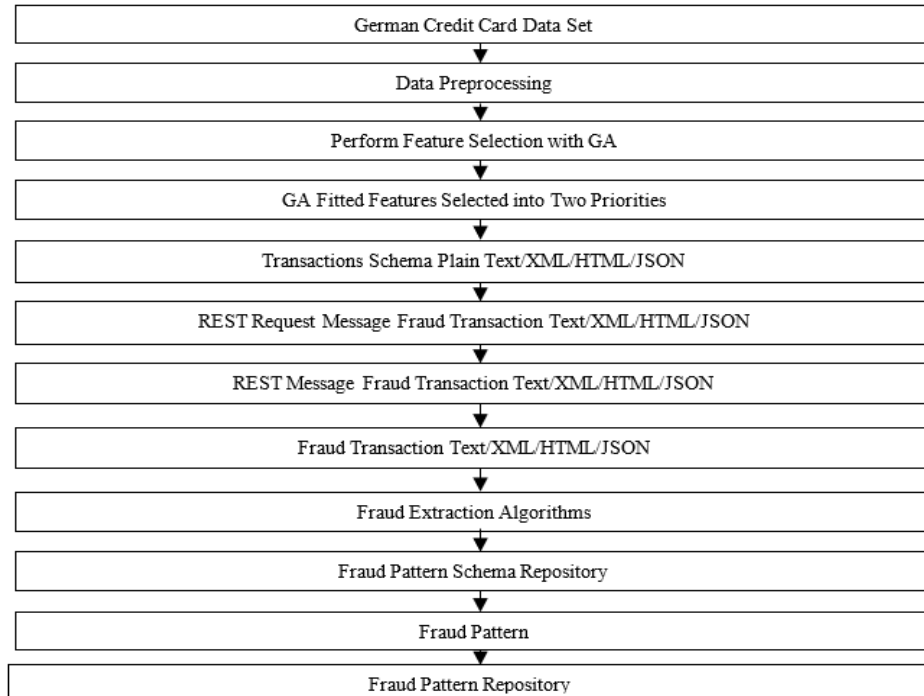 German Credit Card Data Set
Data Preprocessing
Perform Feature Selection with GA
GA Fitted Features Selected into Two Priorities
Transactions Schema Plain Text/XML/HTML/JSON
REST Request Message Fraud Transaction Text/XML/HTML/JSON
REST Message Fraud Transaction Text/XML/HTML/JSON
Fraud Transaction Text/XML/HTML/JSON
Fraud Extraction Algorithms
Fraud Pattern Schema Repository
Fraud Pattern
Fraud Pattern Repository